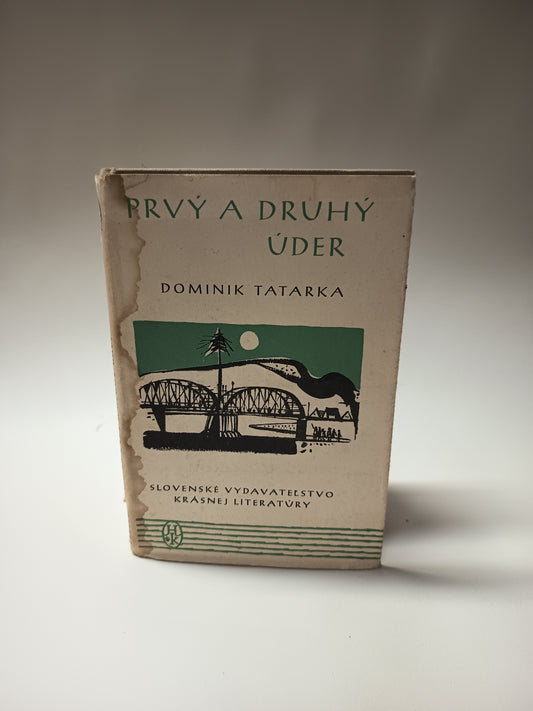 PRVÝ A DRUHÝ
ÚDER
DOMINIK TATARKA
SLOVENSKÉ VYDAVATEĽSTVO
KRÁSNEJ LITERATÚRY